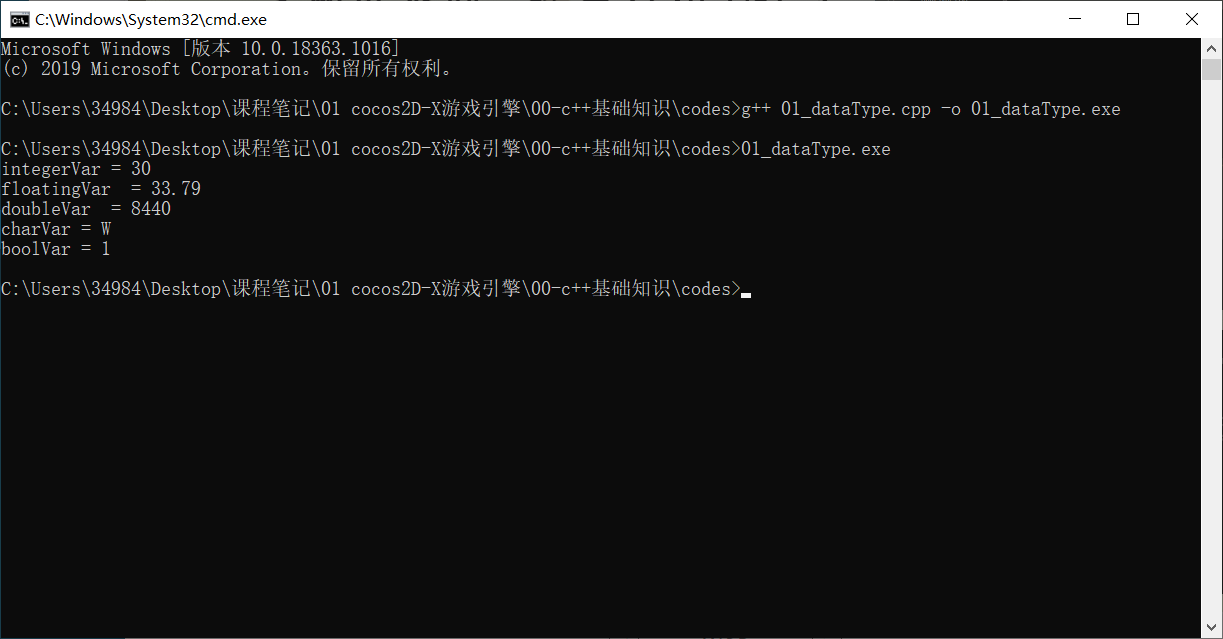 C:\Windows\System32\cmd.exe
Microsoft Windows [版本 10.0.18363.1016]
(c) 2019 Microsoft Corporation。保留所有权利。
C:\Users\34984\Desktop\课程笔记\01 cocos2D-X游戏引擎\00-c++基础知识\codes>g++ 01_dataType.cpp -o 01_dataType.exe
C:\Users\34984\Desktop\课程笔记\01 cocos2D-X游戏引擎\00-c++基础知识\codes>01_dataType.exe
integerVar = 30
floatingVar  = 33.79
doubleVar  = 8440
charVar = W
boolVar = 1
C:\Users\34984\Desktop\课程笔记\01 cocos2D-X游戏引擎\00-c++基础知识\codes>